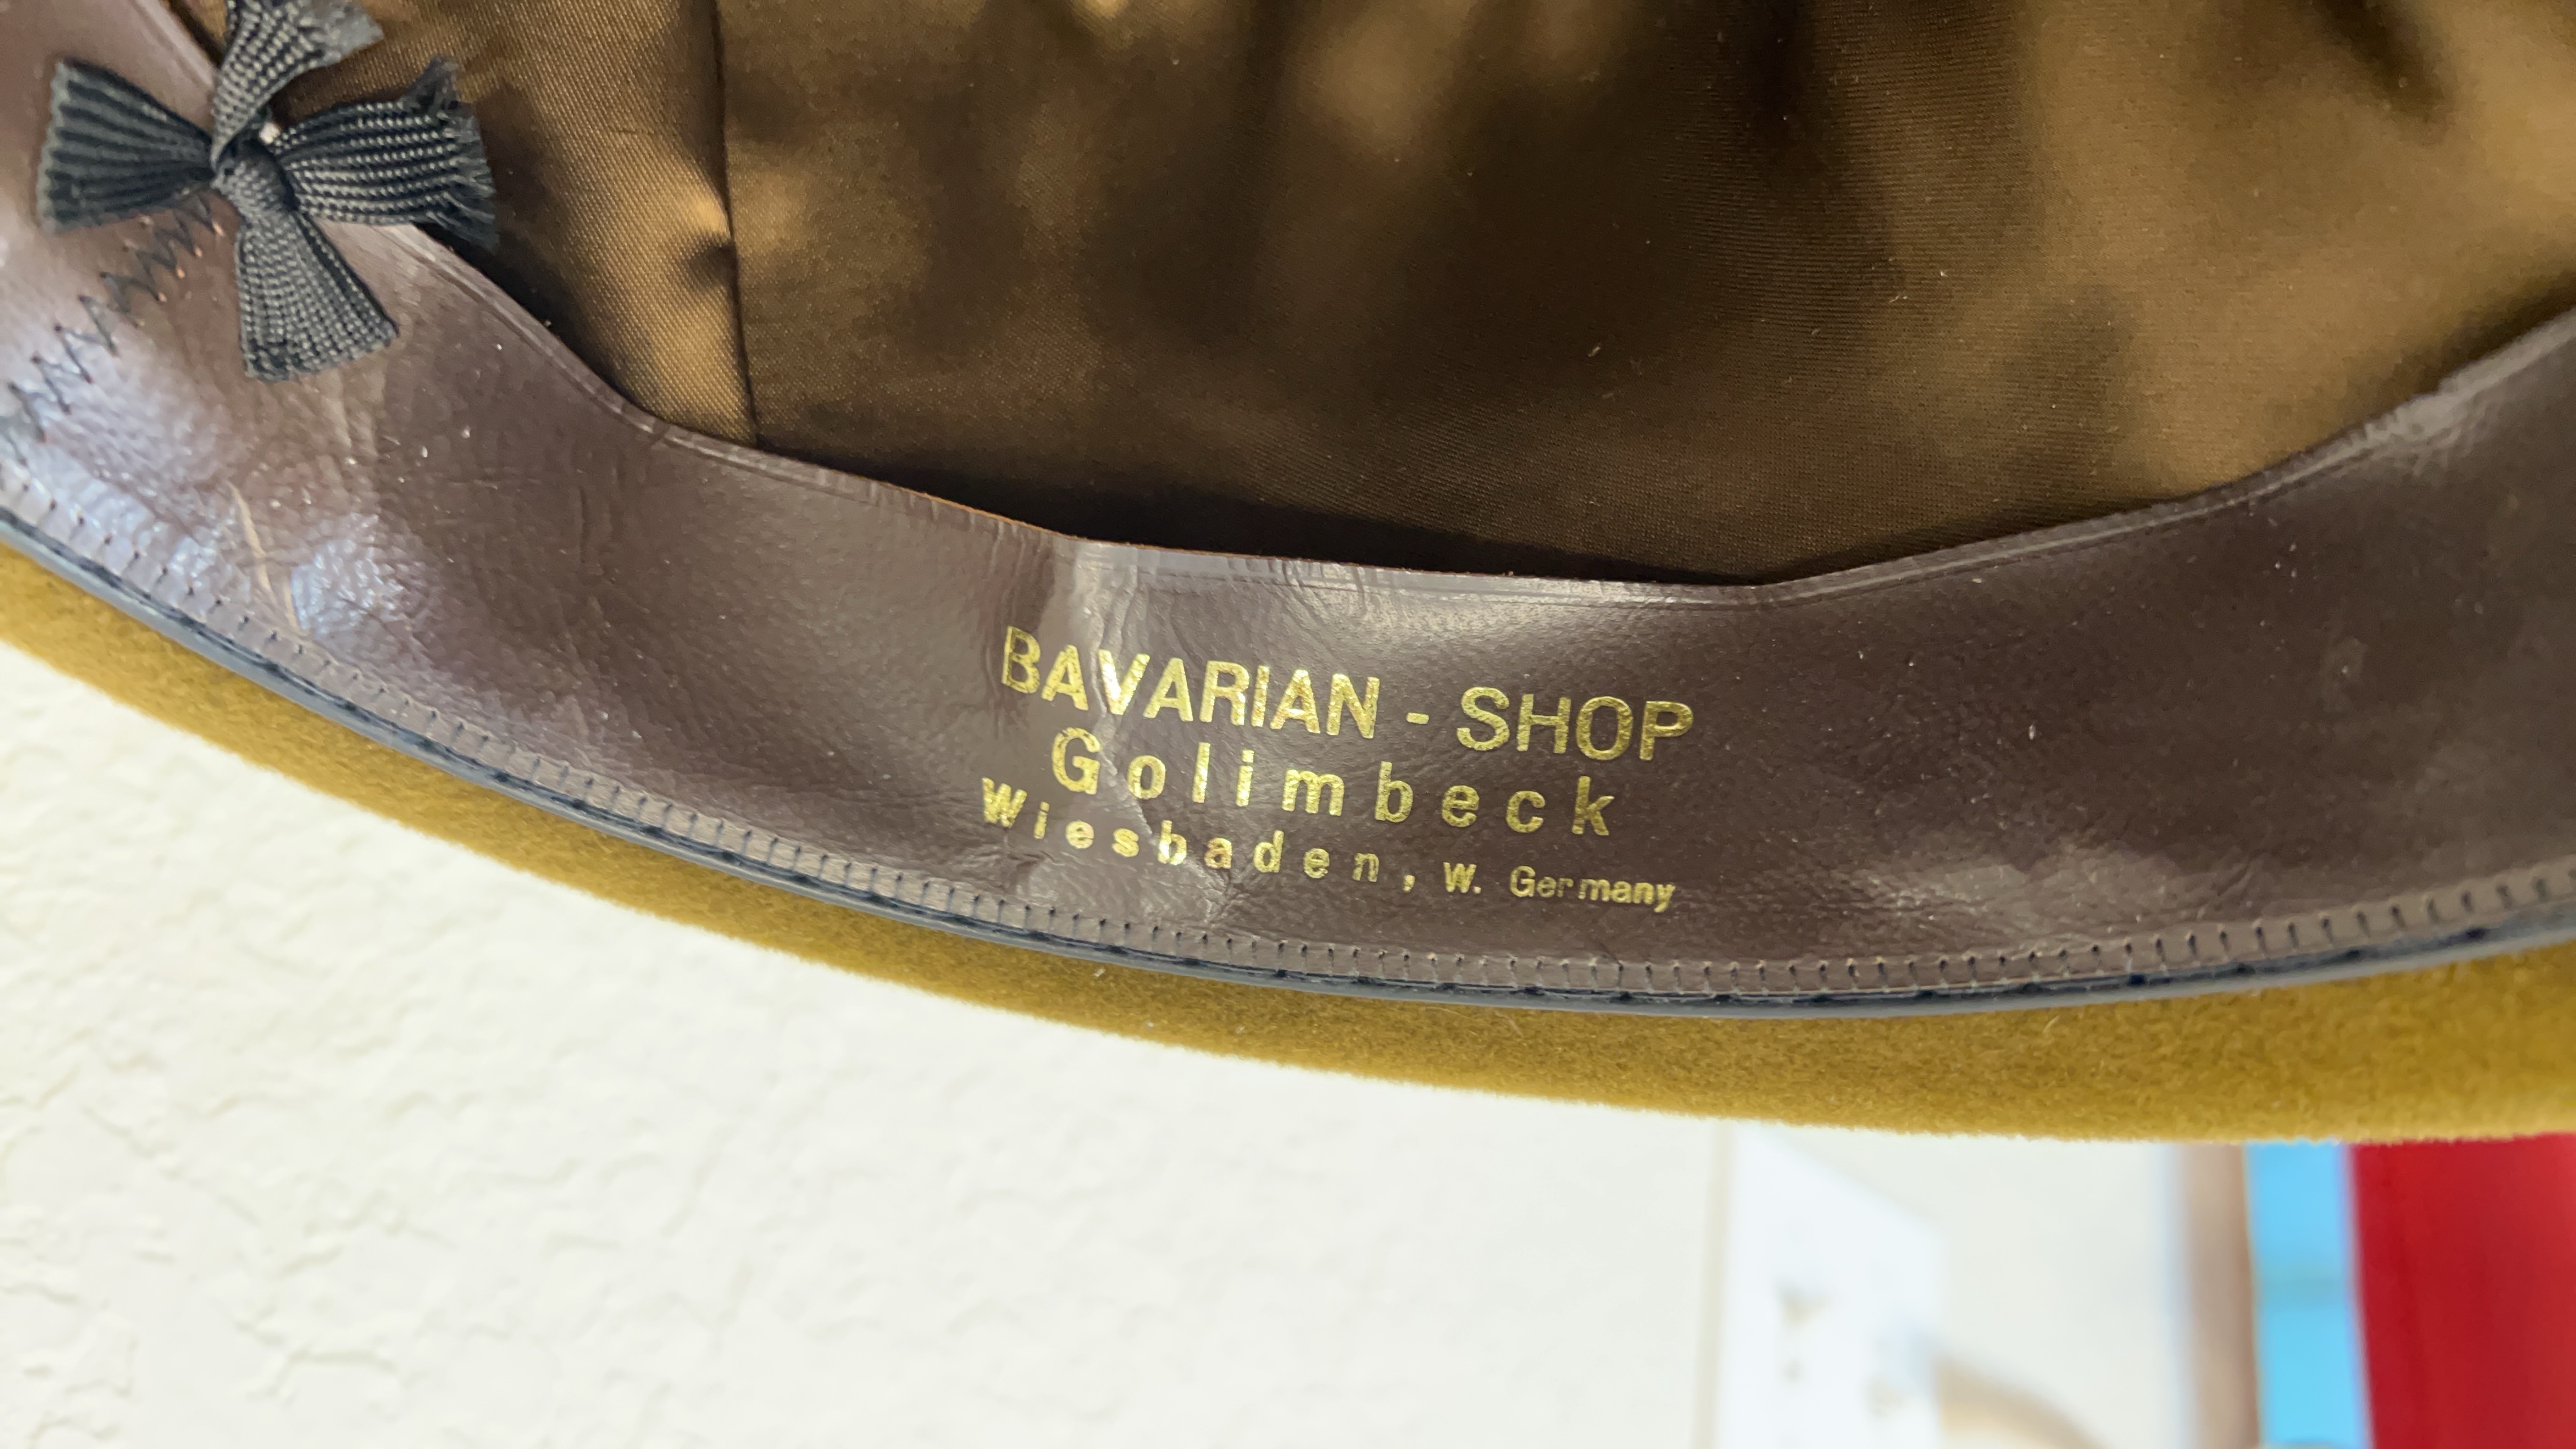 BAVARIAN - SHOP
Golimbeck
Wiesbaden, W. Germany